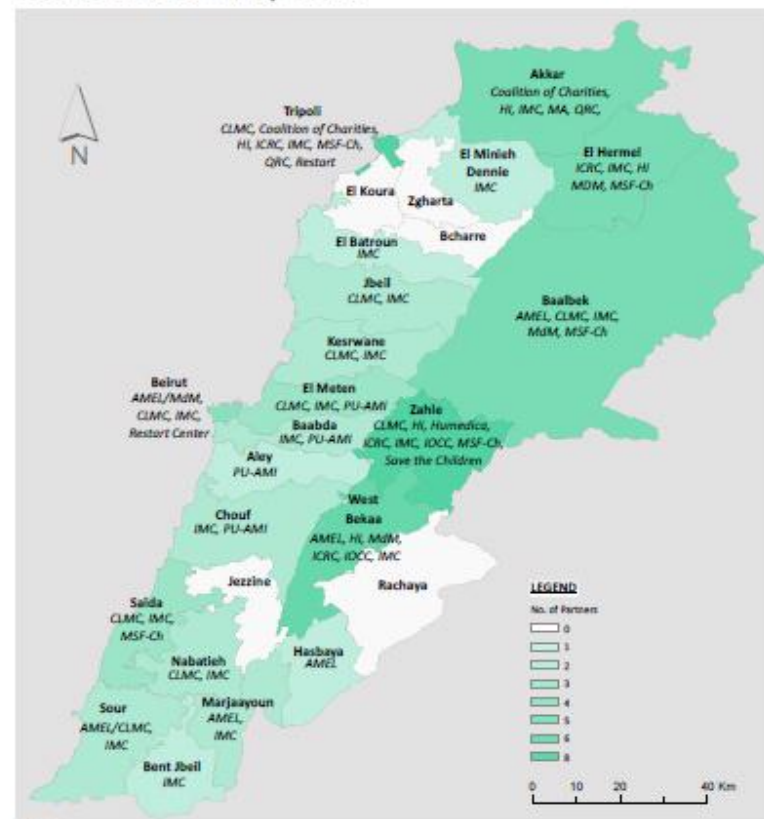 N
Akkar
Coalition of Charities,
HI, IMC, MA, QRC,
Tripoli
CLMC, Coalition of Charities,
HI, ICRC, IMC, MSF-Ch,
QRC, Restart
El Hermel
ICRC, IMC, HI
MDM, MSF-Ch
El Minieh
Dennie
IMC
El Koura
Zgharta
Bcharre
El Batroun
IMC
Jbeil
CLMC, IMC
Baalbek
AMEL, CLMC, IMC,
MdM, MSF-Ch
Kesrwane
CLMC, IMC
Beirut
AMEL/MdM,
CLMC, IMC,
Restart Center
El Meten
CLMC, IMC, PU-AMI
Baabda
IMC, PU-AMI
Zahle
CLMC, HI, Humedica,
ICRC, IMC, IOCC, MSF-Ch,
Save the Children
Aley
PU-AMI
West
Bekaa
AMEL, HI, MdM,
ICRC, IOCC, IMC
Chouf
IMC, PU-AMI
Jezzine
Rachaya
Saida
CLMC, IMC,
MSF-Ch
Hasbaya
AMEL
Nabatieh
CLMC, IMC
Marjaayoun
AMEL,
IMC
Sour
AMEL/CLMC,
IMC
Bent Jbeil
IMC
LEGEND
No. of Partners
0
1
2
3
4
5
6
8
0 10 20 40 Km